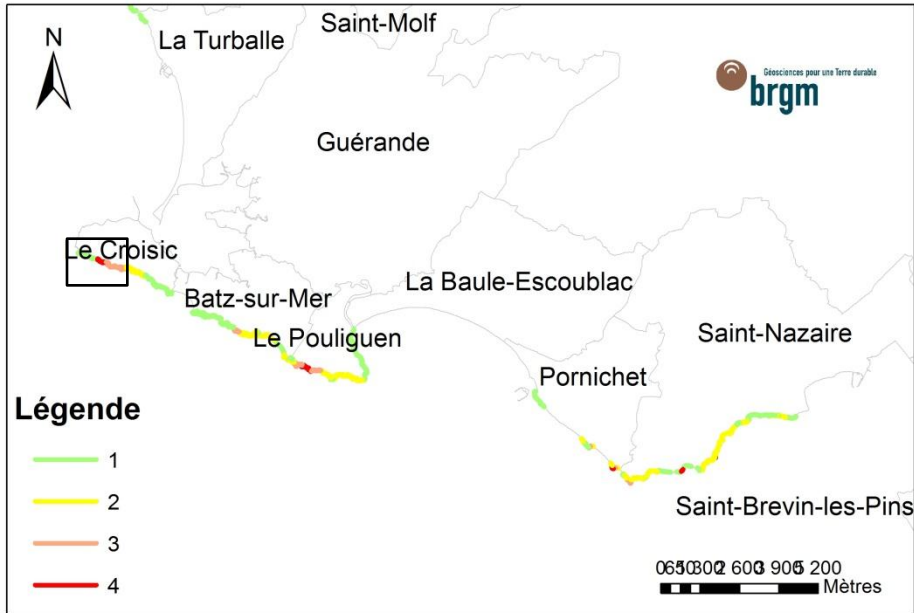 Saint-Molf
La Turballe
N
Géosciences pour une Terre durable
brgm
Guérande
Le Croisic
La Baule-Escoublac
Batz-sur-Mer
Le Pouliguen
Saint-Nazaire
Pornichet
Légende
1
2
3
4
Saint-Brevin-les-Pins
Mètres